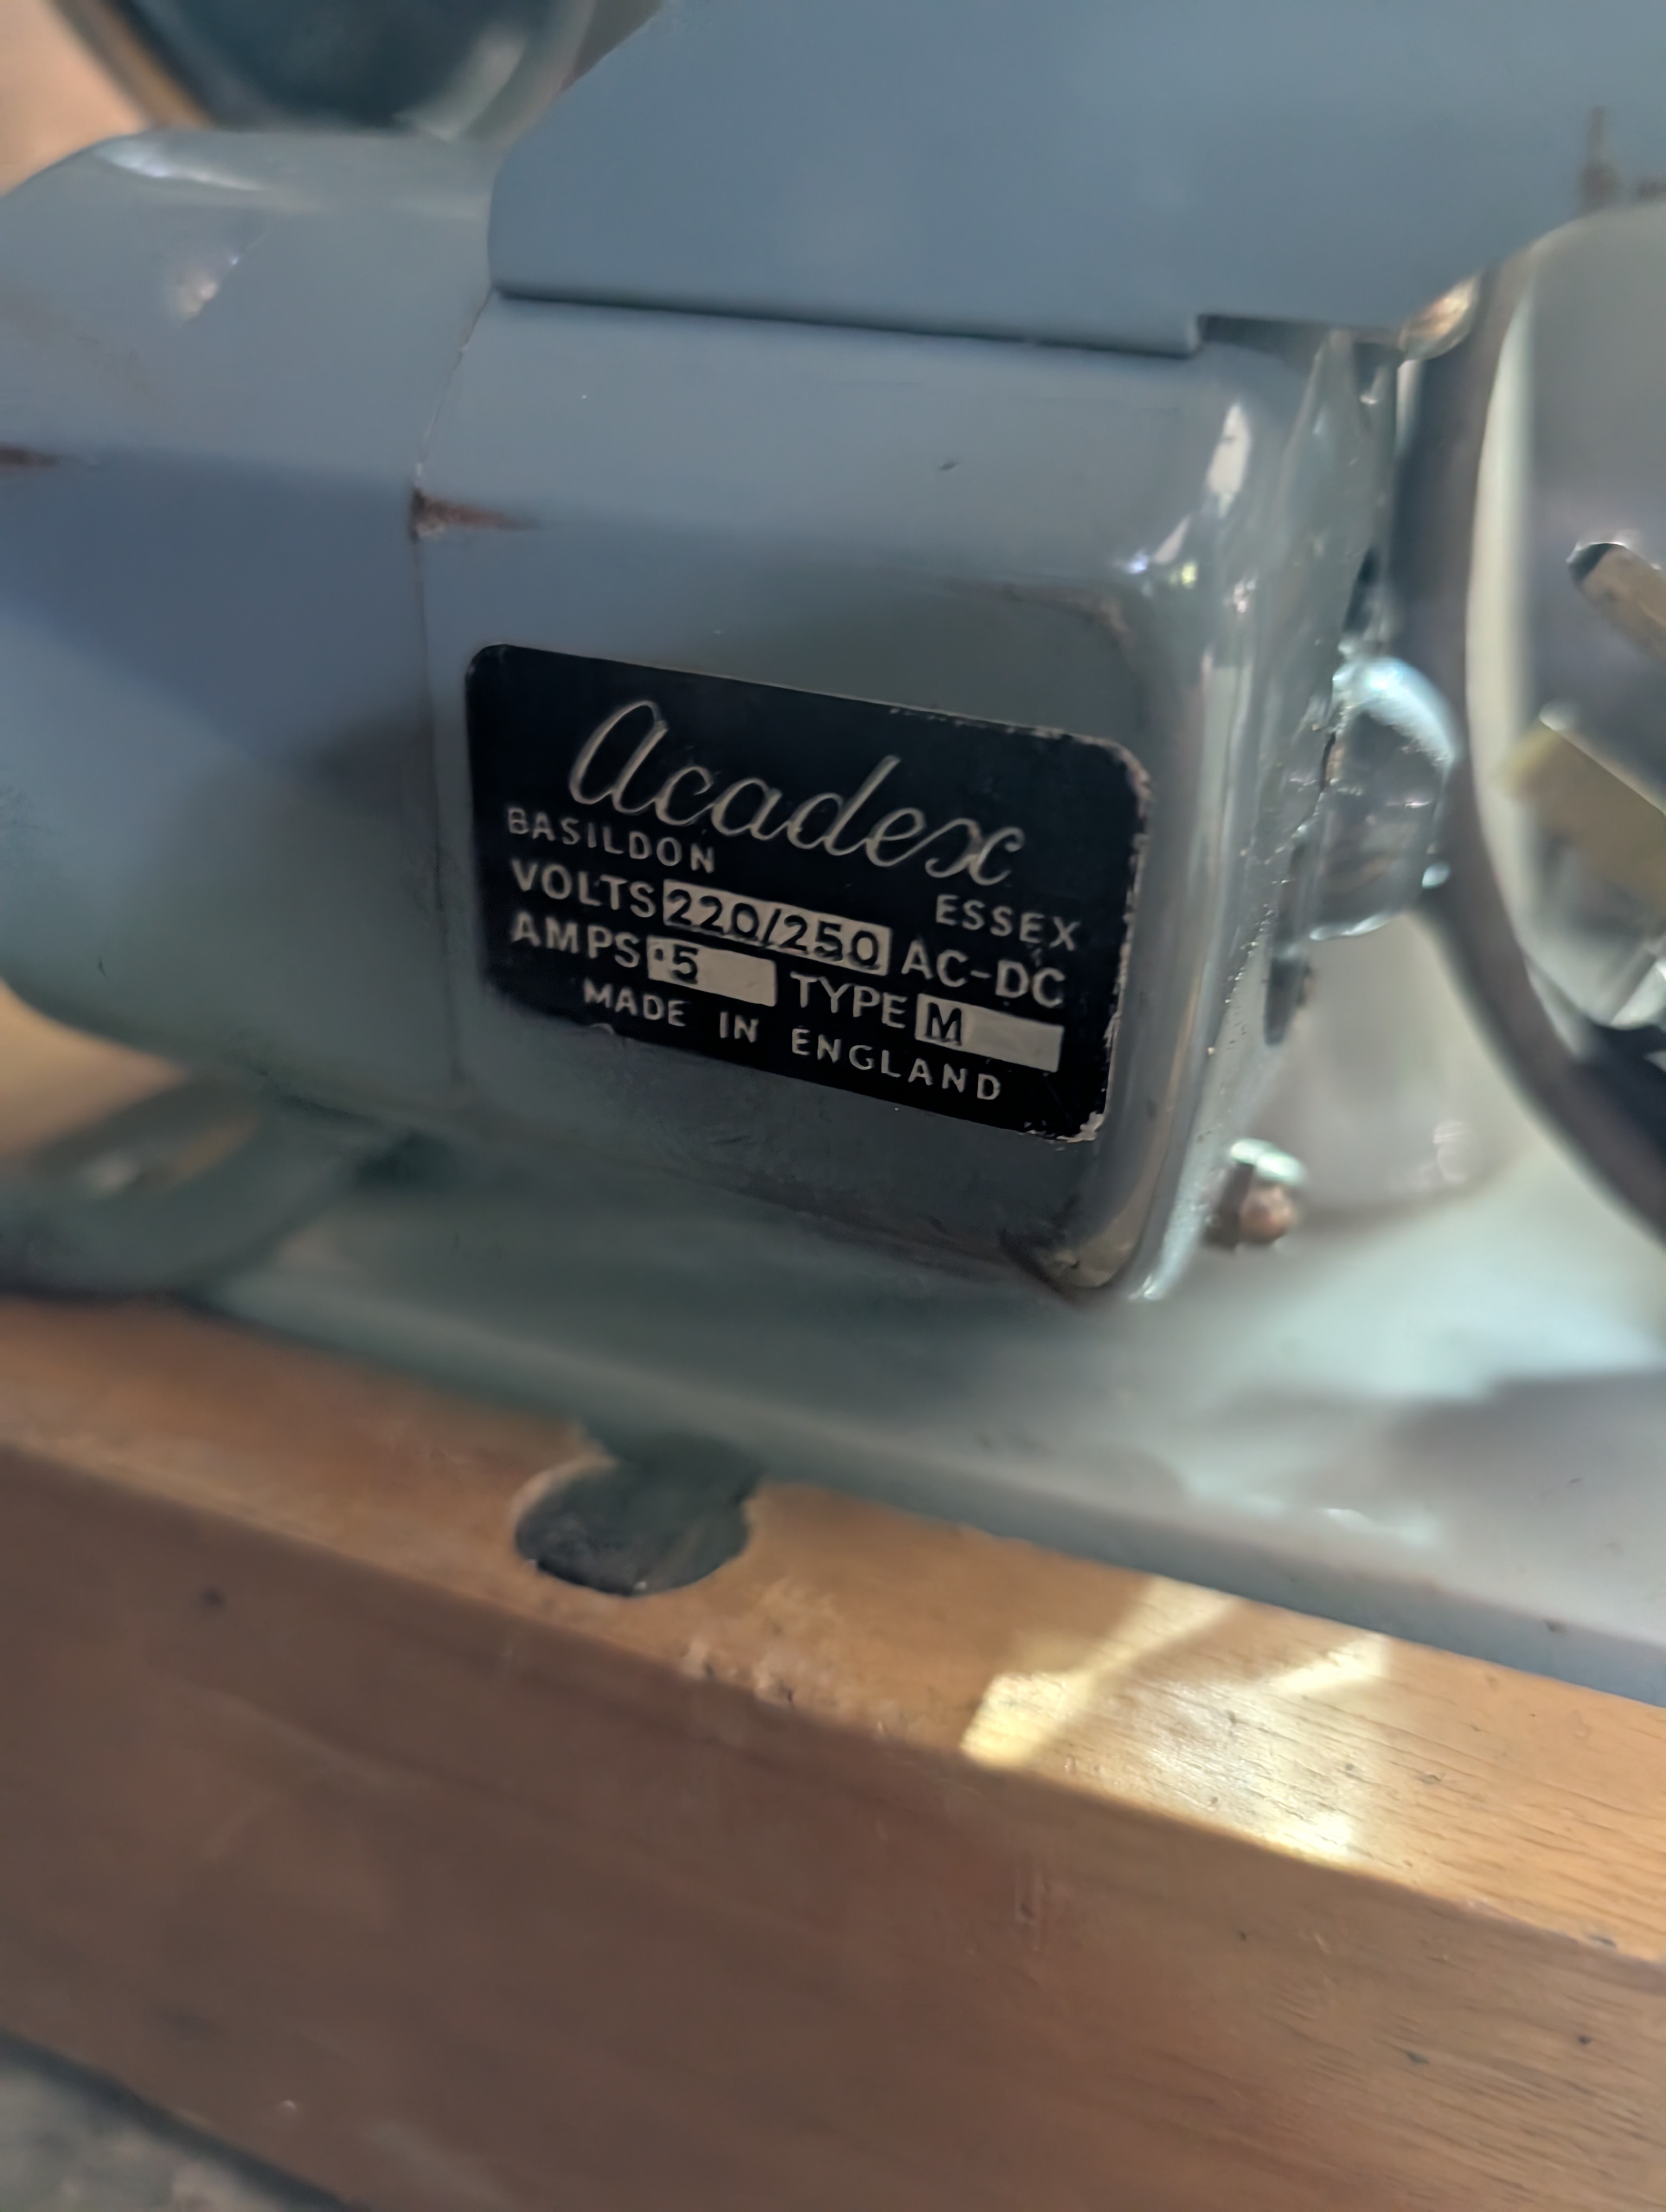 Acadex
BASILDON ESSEX
VOLTS 220/250 AC-DC
AMPS ·5 TYPE M
MADE IN ENGLAND